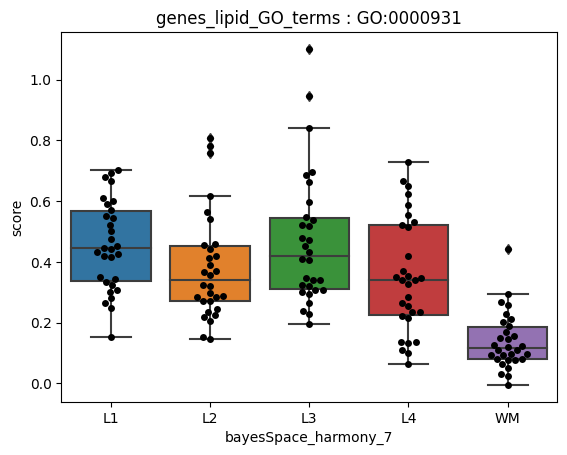 genes_lipid_GO_terms : GO:0000931
1.0
0.8
0.6
0.4
0.2
0.0
score
L1 L2 L3 L4 WM
bayesSpace_harmony_7